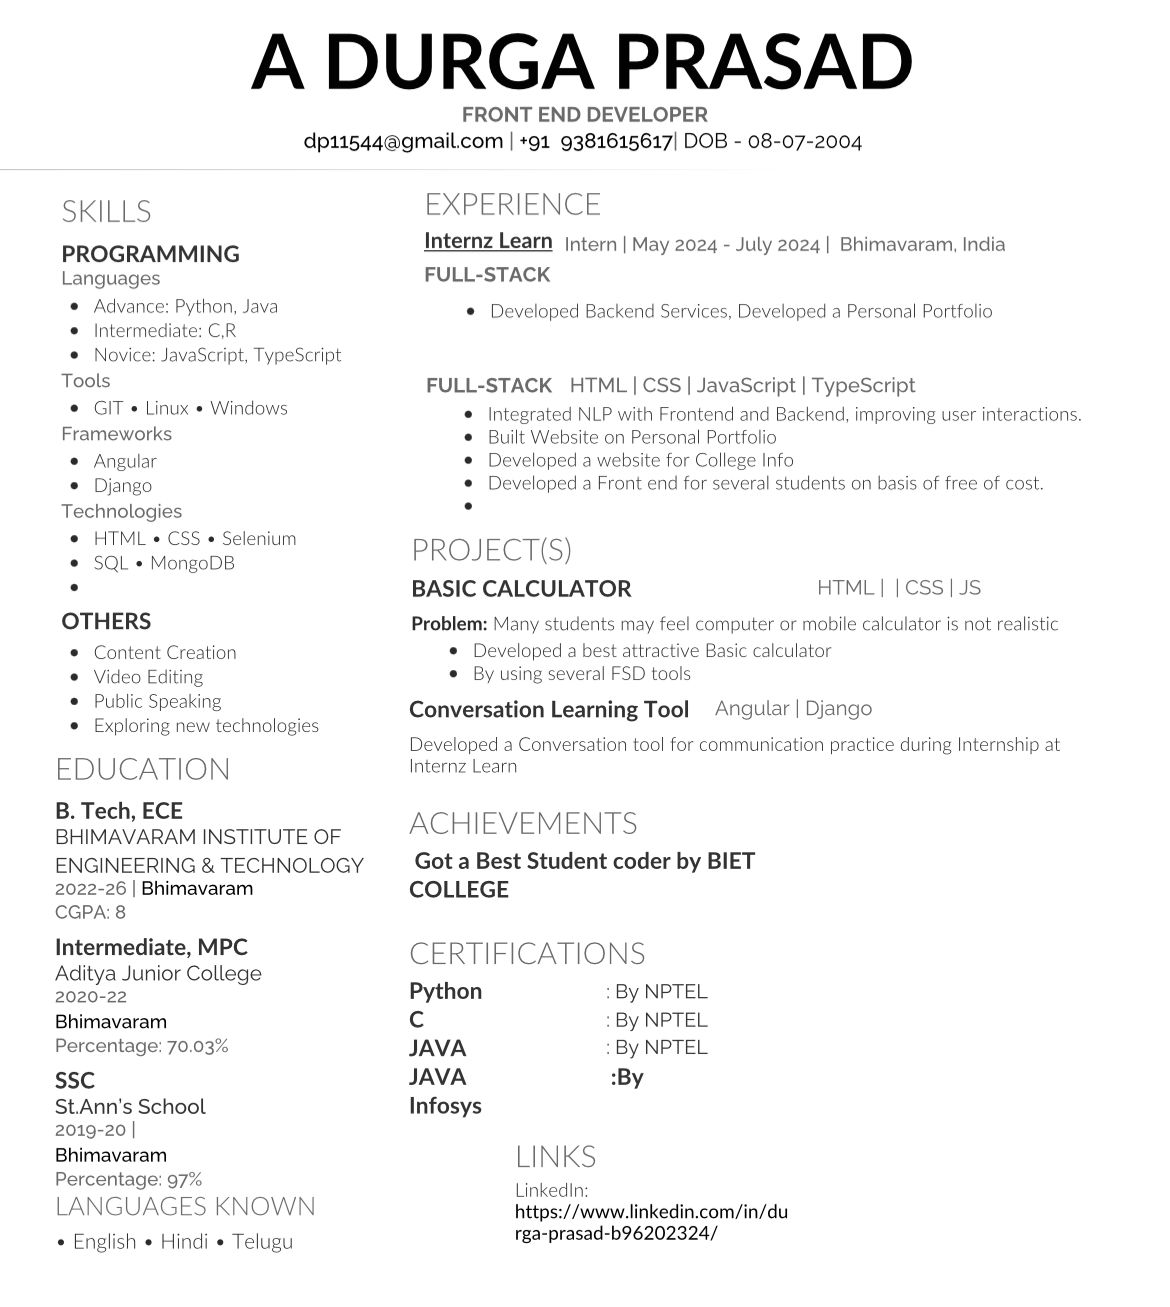 A DURGA PRASAD
FRONT END DEVELOPER
dp11544@gmail.com | +91 9381615617| DOB - 08-07-2004
SKILLS
PROGRAMMING
Languages
• Advance: Python, Java
• Intermediate: C,R
• Novice: JavaScript, TypeScript
Tools
• GIT • Linux • Windows
Frameworks
• Angular
• Django
Technologies
• HTML • CSS • Selenium
• SQL • MongoDB
•
OTHERS
• Content Creation
• Video Editing
• Public Speaking
• Exploring new technologies
EDUCATION
B. Tech, ECE
BHIMAVARAM INSTITUTE OF
ENGINEERING & TECHNOLOGY
2022-26 | Bhimavaram
CGPA: 8
Intermediate, MPC
Aditya Junior College
2020-22
Bhimavaram
Percentage: 70.03%
SSC
St.Ann's School
2019-20 |
Bhimavaram
Percentage: 97%
LANGUAGES KNOWN
• English • Hindi • Telugu
EXPERIENCE
Internz Learn Intern | May 2024 - July 2024 | Bhimavaram, India
FULL-STACK
• Developed Backend Services, Developed a Personal Portfolio
FULL-STACK HTML | CSS | JavaScript | TypeScript
• Integrated NLP with Frontend and Backend, improving user interactions.
• Built Website on Personal Portfolio
• Developed a website for College Info
• Developed a Front end for several students on basis of free of cost.
•
PROJECT(S)
BASIC CALCULATOR HTML | | CSS | JS
Problem: Many students may feel computer or mobile calculator is not realistic
• Developed a best attractive Basic calculator
• By using several FSD tools
Conversation Learning Tool Angular | Django
Developed a Conversation tool for communication practice during Internship at
Internz Learn
ACHIEVEMENTS
Got a Best Student coder by BIET
COLLEGE
CERTIFICATIONS
Python : By NPTEL
C : By NPTEL
JAVA : By NPTEL
JAVA :By
Infosys
LINKS
LinkedIn:
https://www.linkedin.com/in/du
rga-prasad-b96202324/